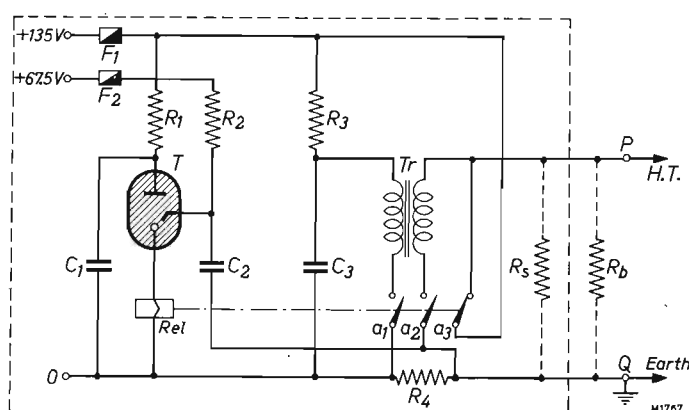 +135V
F1
+67.5V
F2
R1
R2
R3
P
T
Tr
H.T.
C1
C2
C3
Rs
Rb
Rel
a1
a2
a3
0
R4
Q
Earth
M1767